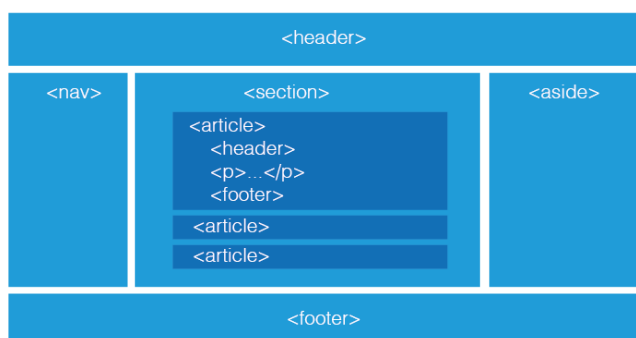 <header>
<nav>
<section>
<article>
<header>
<p>...</p>
<footer>
<article>
<article>
<aside>
<footer>